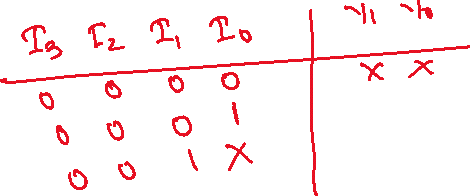 I₃ I₂ I₁ I₀ Y₁ Y₀
0 0 0 0 X X
0 0 0 1
0 0 1 X